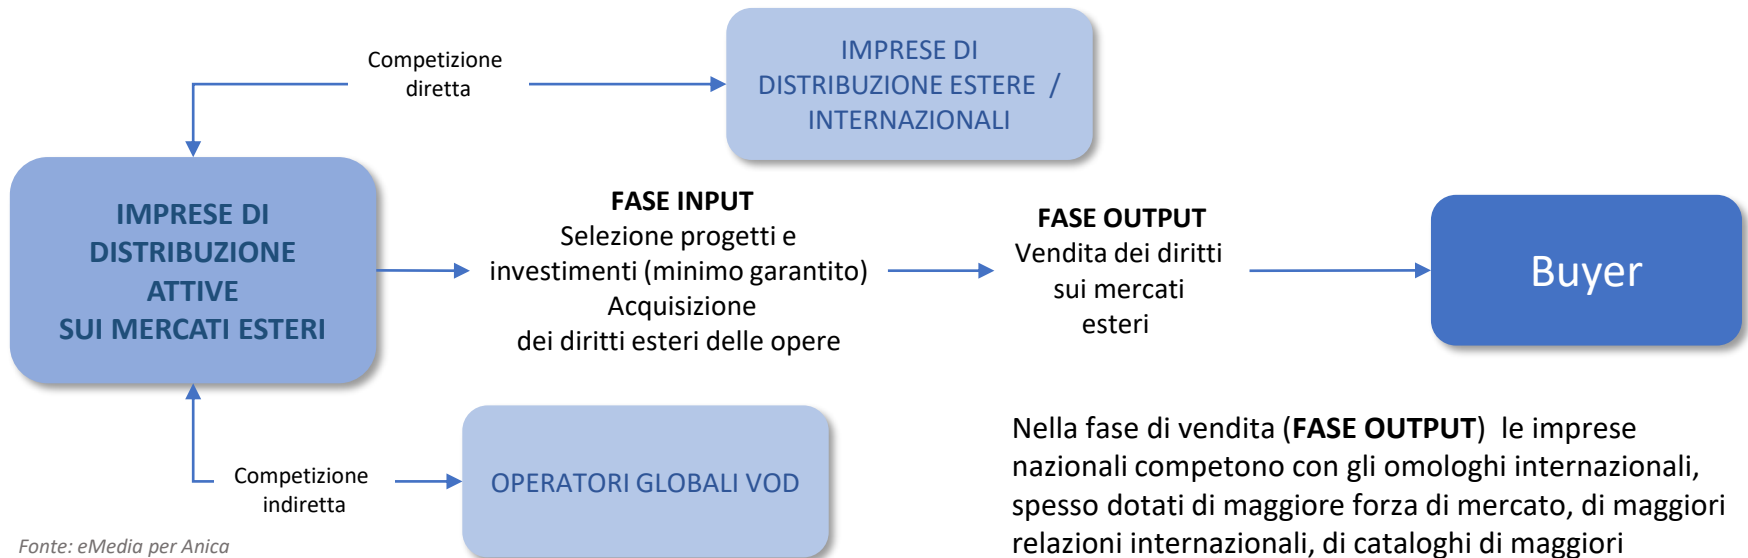 Competizione
diretta
IMPRESE DI
DISTRIBUZIONE ESTERE /
INTERNAZIONALI
IMPRESE DI
DISTRIBUZIONE
ATTIVE
SUI MERCATI ESTERI
FASE INPUT
Selezione progetti e
investimenti (minimo garantito)
Acquisizione
dei diritti esteri delle opere
FASE OUTPUT
Vendita dei diritti
sui mercati
esteri
Buyer
Competizione
indiretta
OPERATORI GLOBALI VOD
Nella fase di vendita (FASE OUTPUT) le imprese
nazionali competono con gli omologhi internazionali,
spesso dotati di maggiore forza di mercato, di maggiori
relazioni internazionali, di cataloghi di maggiori
Fonte: eMedia per Anica